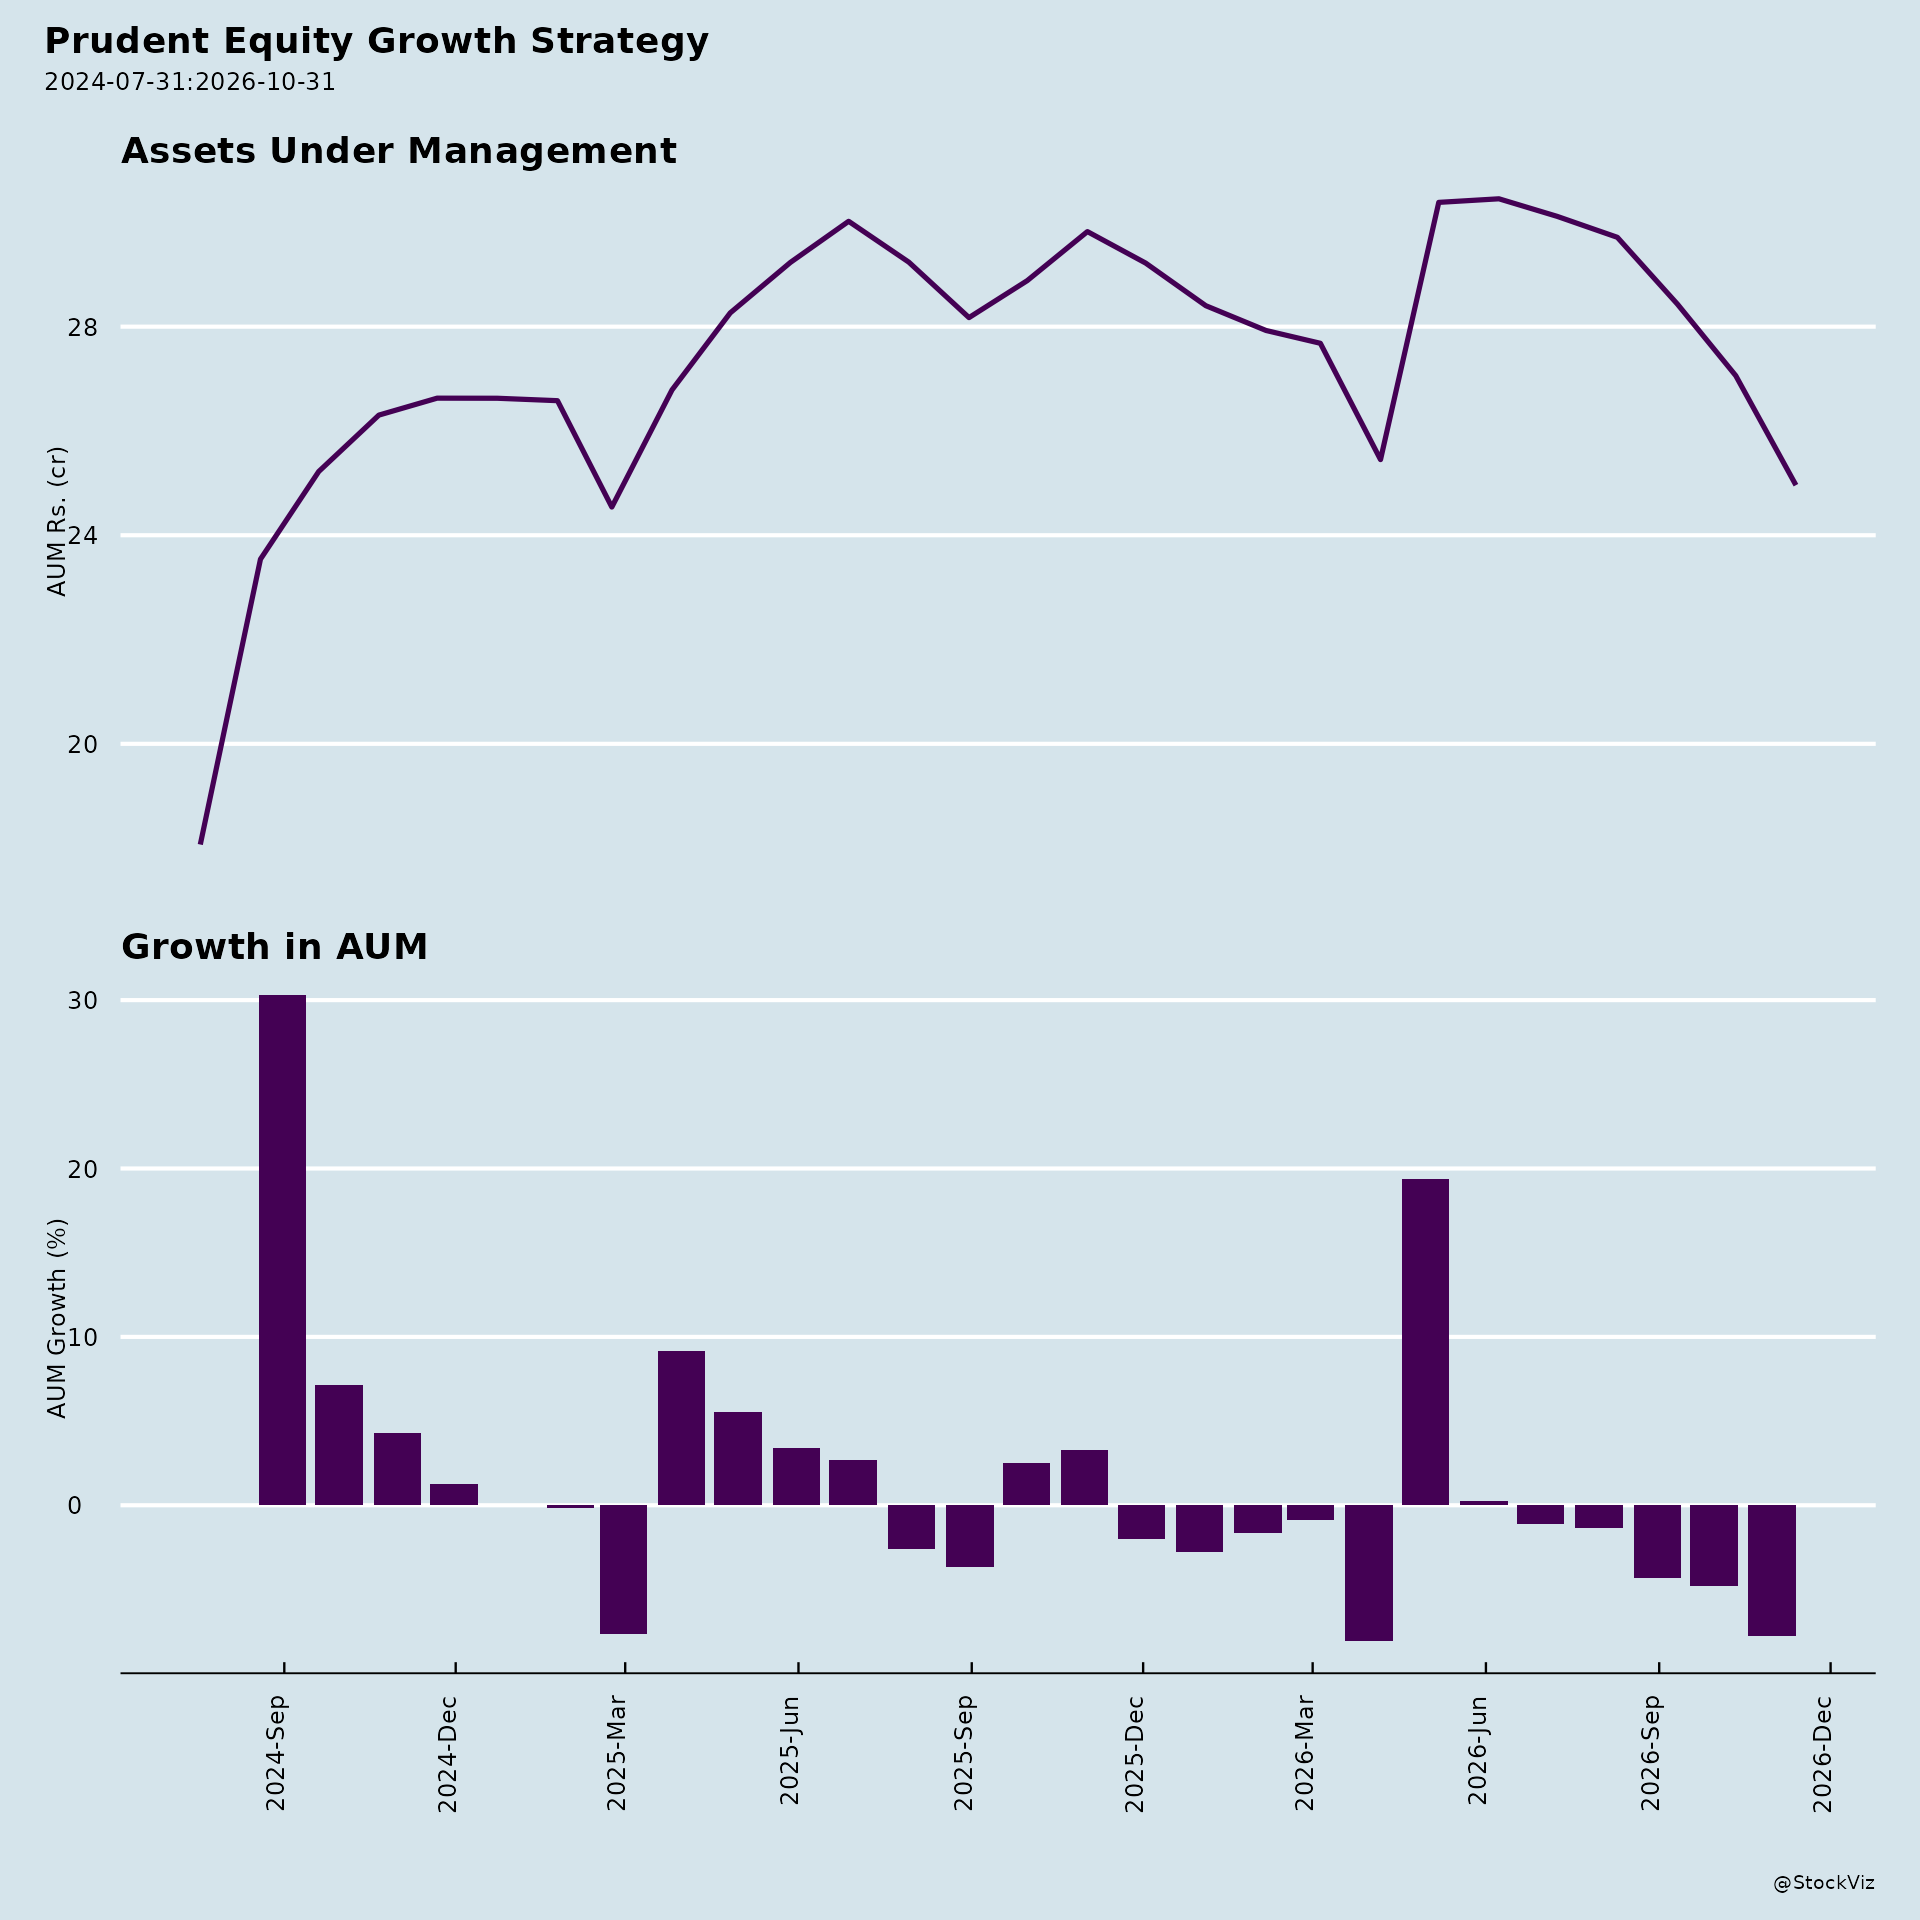 Prudent Equity Growth Strategy
2024-07-31:2026-10-31
Assets Under Management
AUM Rs. (cr)
28
24
20
Growth in AUM
AUM Growth (%)
30
20
10
0
2024-Sep
2024-Dec
2025-Mar
2025-Jun
2025-Sep
2025-Dec
2026-Mar
2026-Jun
2026-Sep
2026-Dec
@StockViz